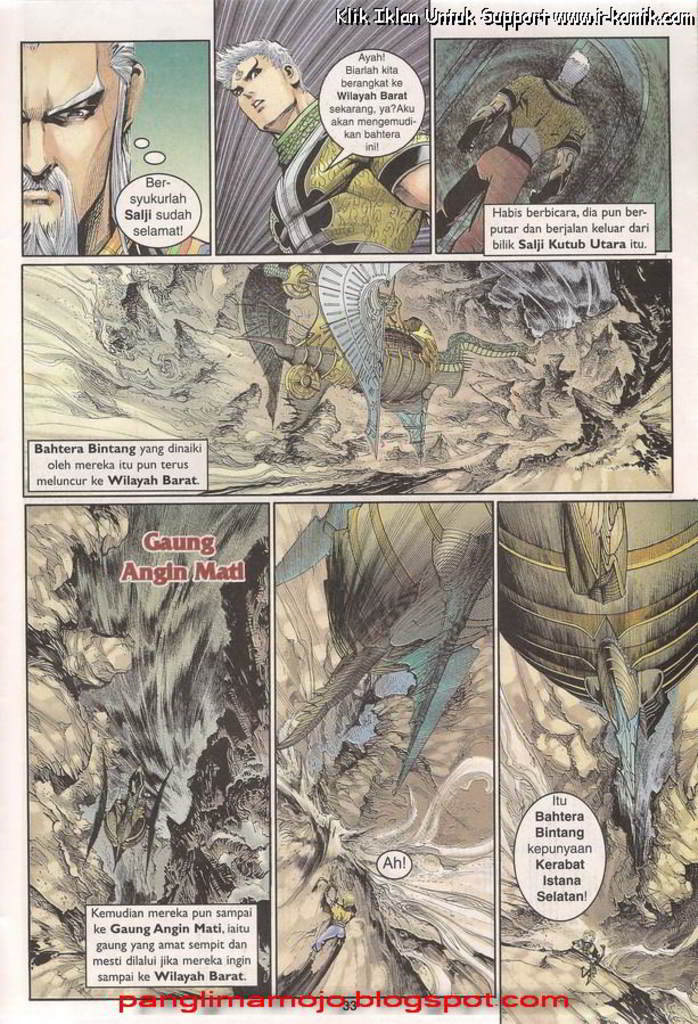 Klik Iklan Untuk Support www.ir-komik.com
Ber-
syukurlah
Salji sudah
selamat!
Ayah!
Biarlah kita
berangkat ke
Wilayah Barat
sekarang, ya?Aku
akan mengemudi-
kan bahtera
ini!
Habis berbicara, dia pun ber-
putar dan berjalan keluar dari
bilik Salji Kutub Utara itu.
Bahtera Bintang yang dinaiki
oleh mereka itu pun terus
meluncur ke Wilayah Barat.
Gaung
Angin Mati
Kemudian mereka pun sampai
ke Gaung Angin Mati, iaitu
gaung yang amat sempit dan
mesti dilalui jika mereka ingin
sampai ke Wilayah Barat.
Ah!
Itu
Bahtera
Bintang
kepunyaan
Kerabat
Istana
Selatan!
panglimamojo.blogspot.com
33